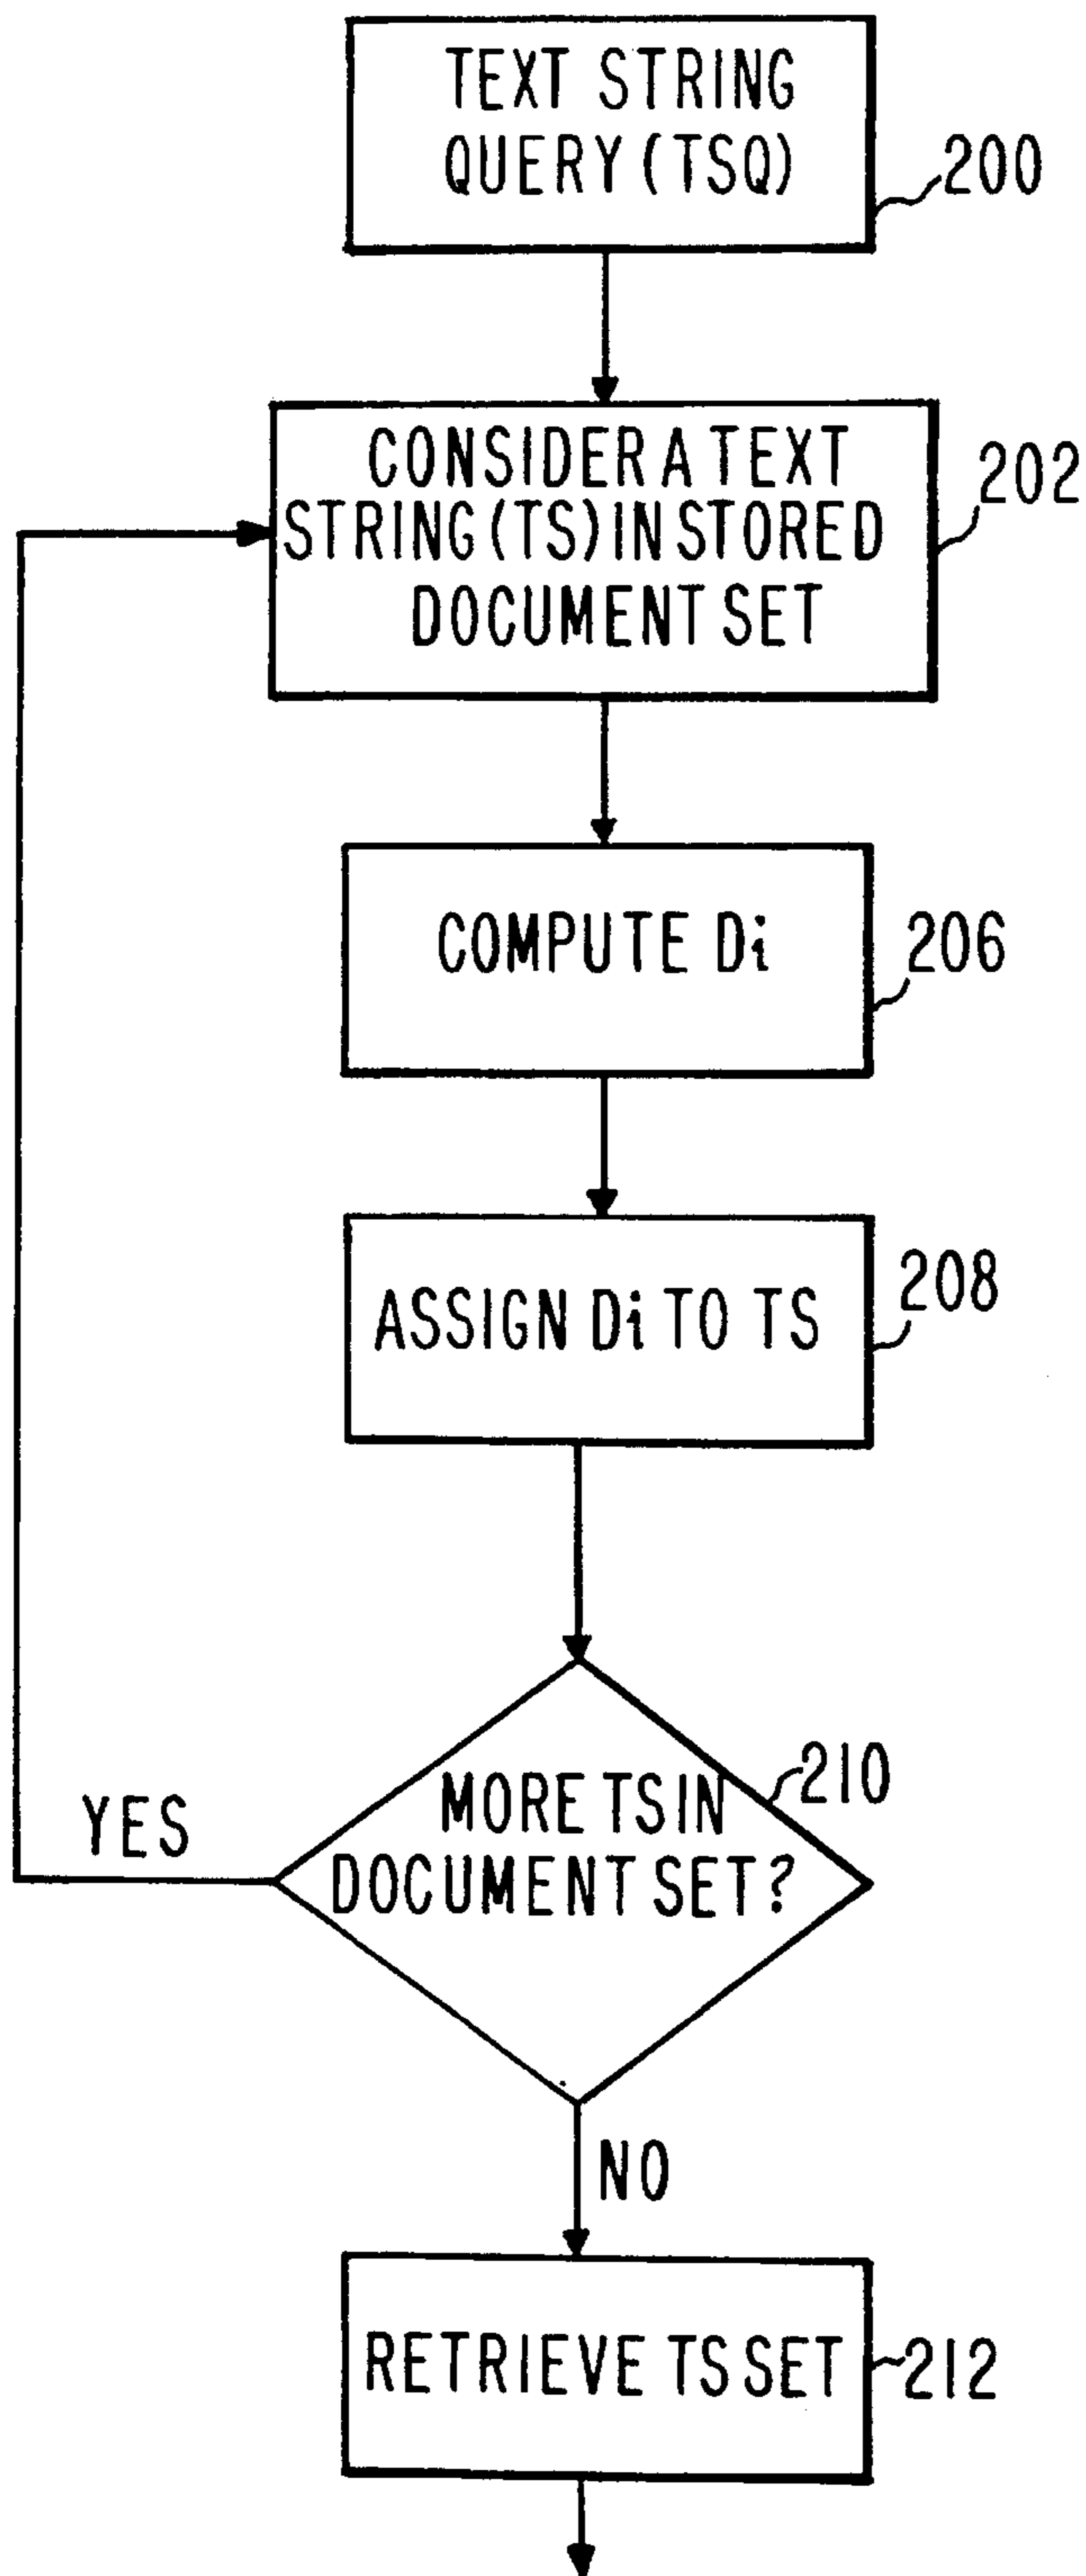 TEXT STRING
QUERY (TSQ)
200
CONSIDER A TEXT
STRING (TS) IN STORED
DOCUMENT SET
202
COMPUTE Di
206
ASSIGN Di TO TS
208
MORE TS IN
DOCUMENT SET?
210
YES
NO
RETRIEVE TS SET
212